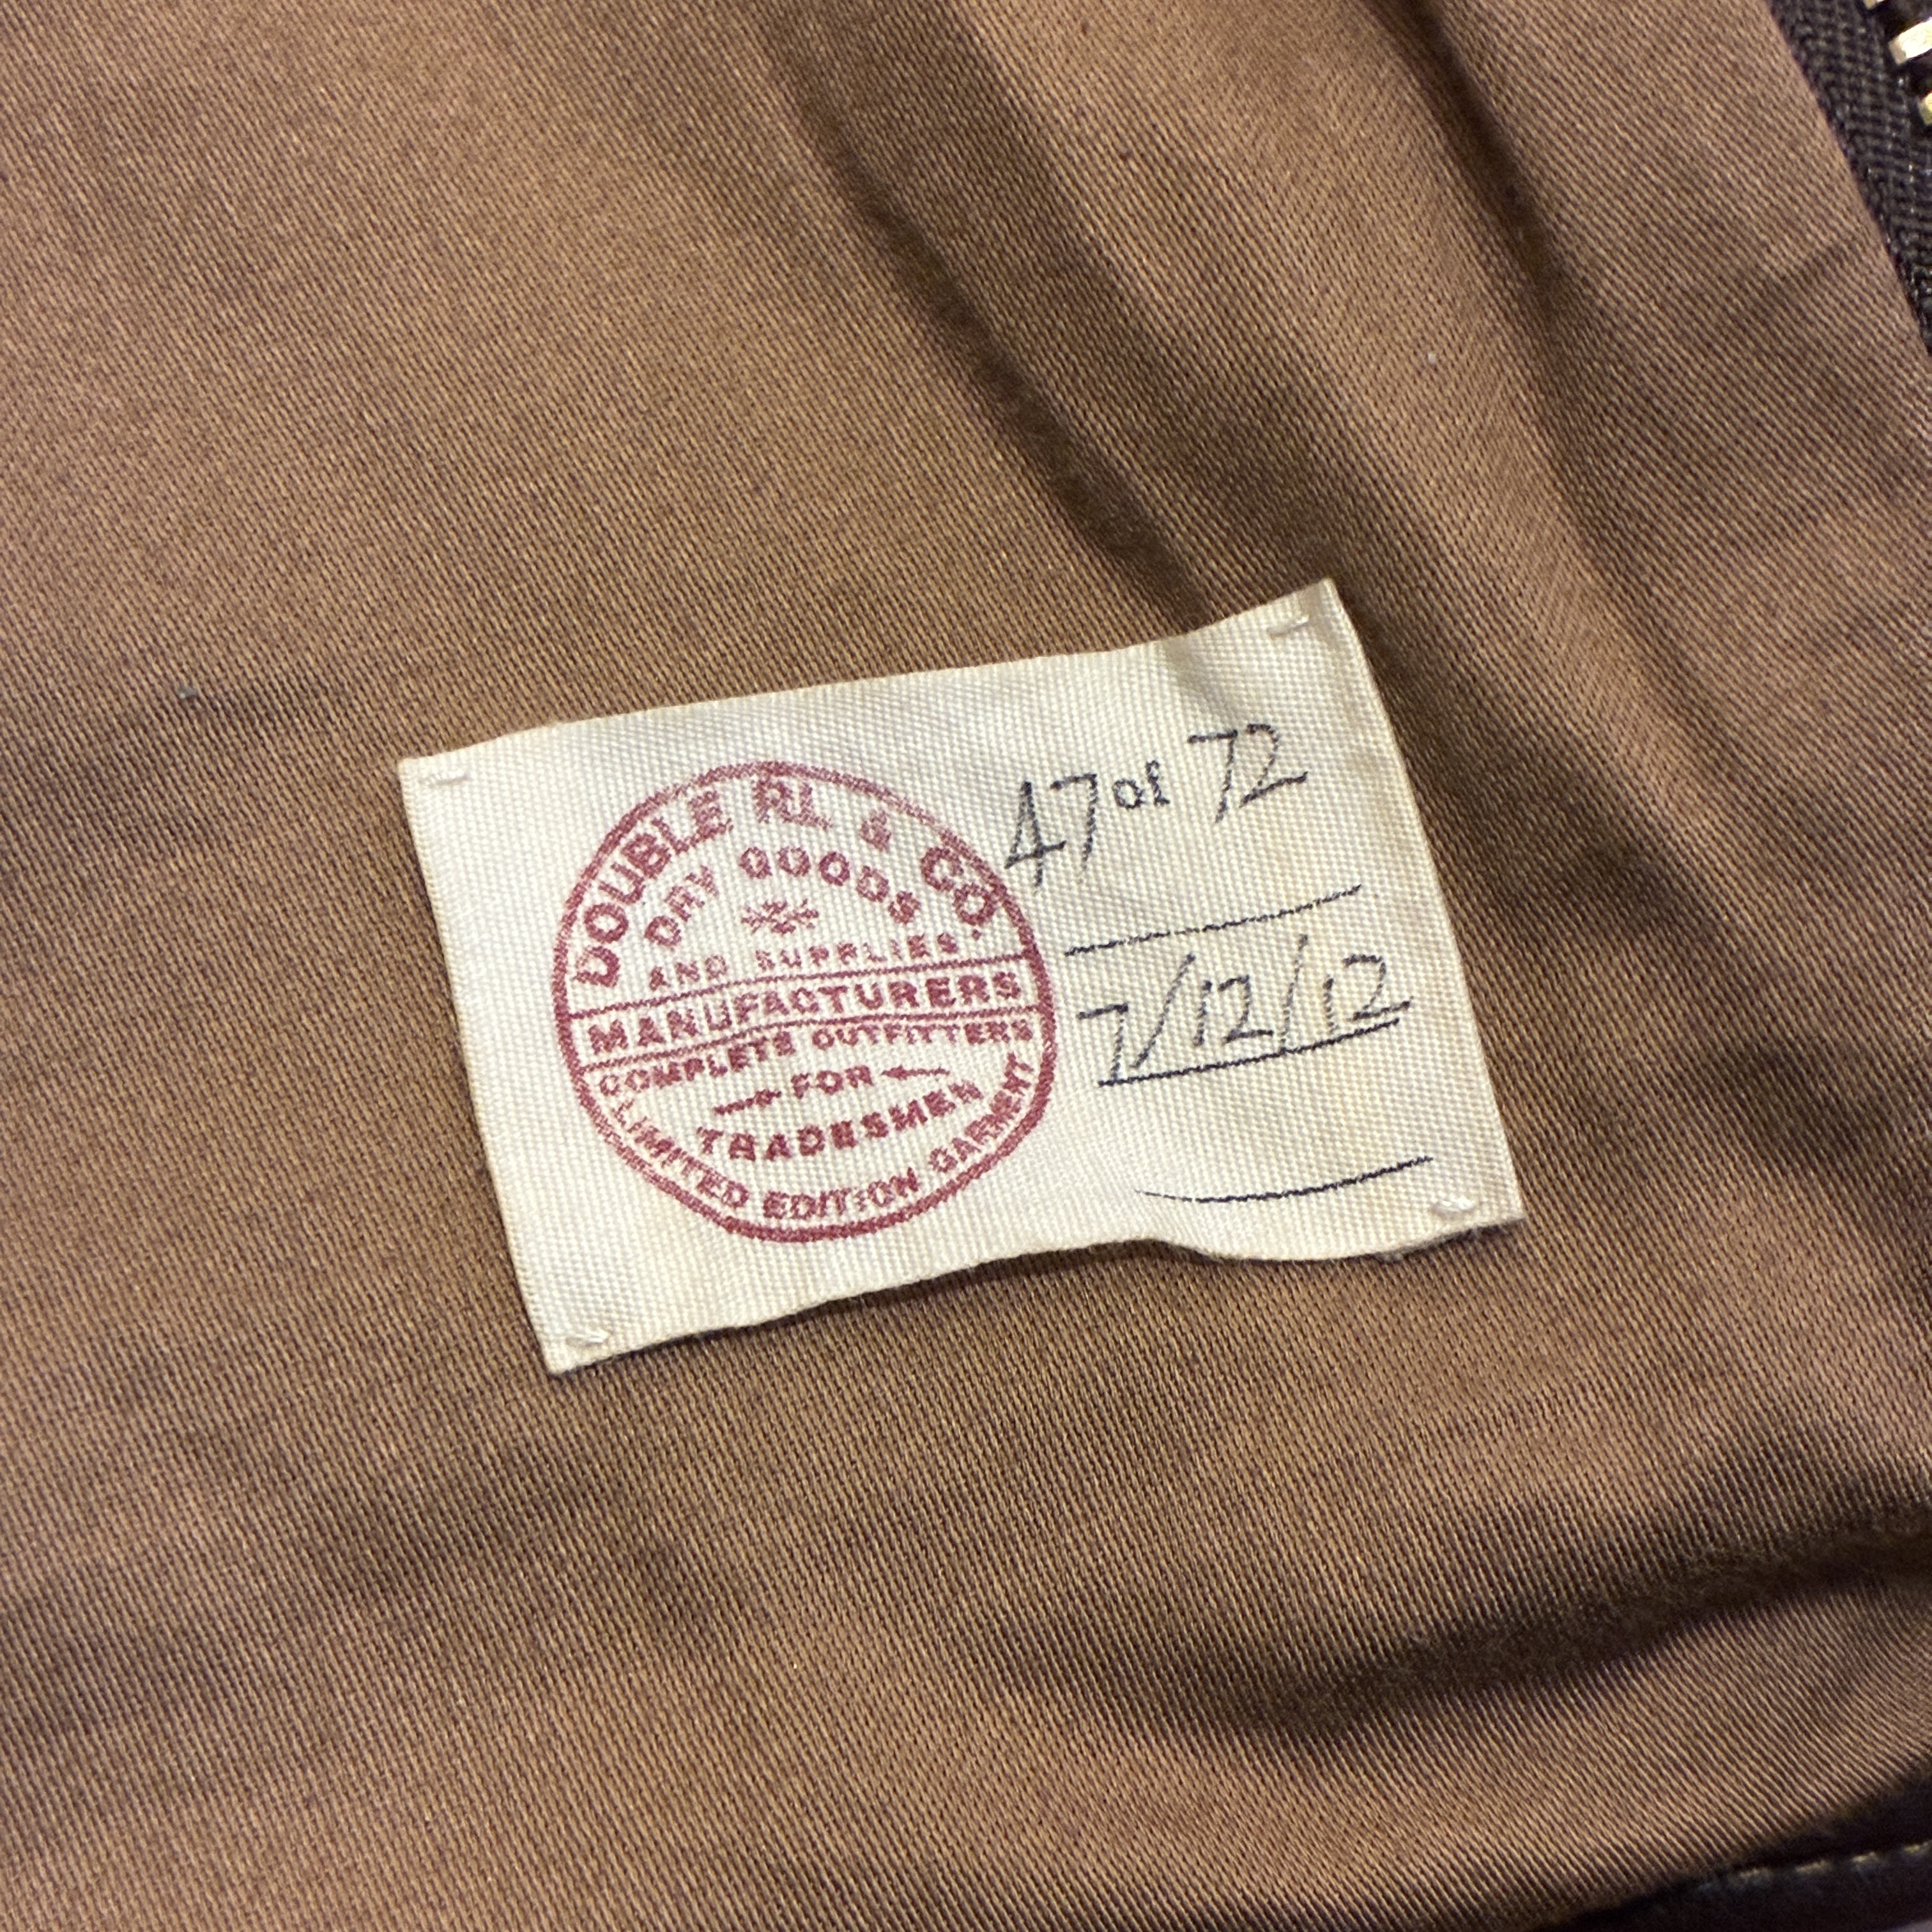 DOUBLE RL & CO.
DRY GOODS
AND SUPPLIES.
MANUFACTURERS
COMPLETE OUTFITTERS
FOR
TRADESMEN
LIMITED EDITION GARMENT
47 of 72
7/12/12